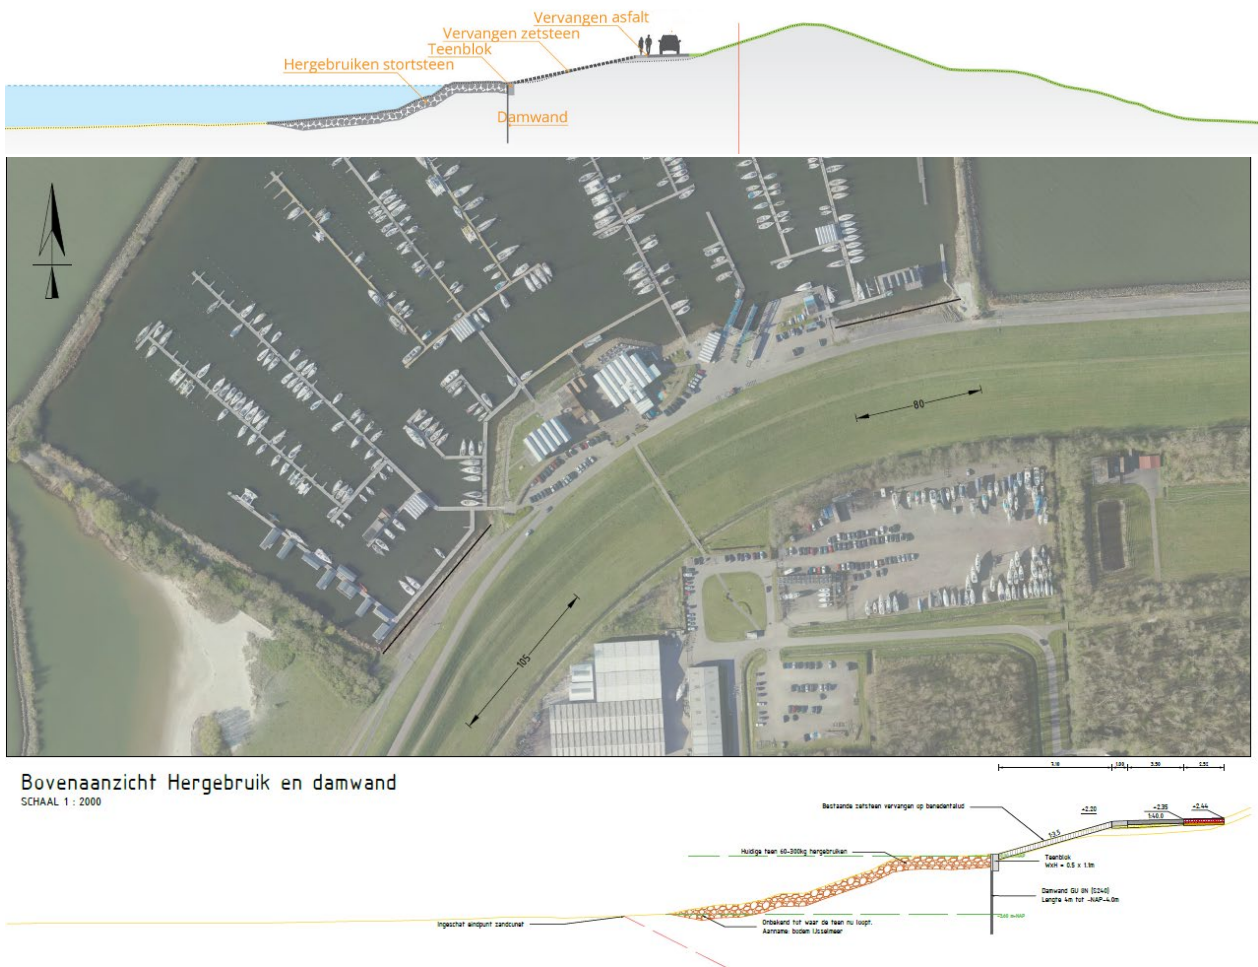 Vervangen asfalt
Vervangen zetsteen
Teenblok
Hergebruiken stortsteen
Damwand
80
105
Bovenaanzicht Hergebruik en damwand
SCHAAL 1 : 2000
Bestaande zetsteen vervangen op benedentalud
+2.20
+2.35
+2.44
1:40.0
1:3.5
Huidige teen 60-300kg hergebruiken
Teenblok
WxH = 0.5 x 1.1m
Damwand GU 8N (S240)
Lengte 4m tot -NAP-4.0m
Ingeschat eindpunt zandcunet
Onbekend tot waar de teen nu loopt.
Aanname: bodem IJsselmeer